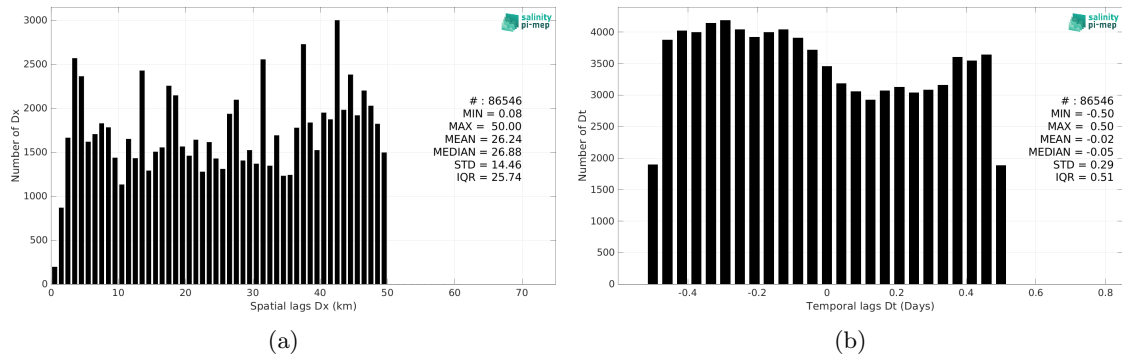 3000
2500
2000
1500
1000
500
0
Number of Dx
0 10 20 30 40 50 60 70
Spatial lags Dx (km)
salinity
pi-mep
# : 86546
MIN = 0.08
MAX = 50.00
MEAN = 26.24
MEDIAN = 26.88
STD = 14.46
IQR = 25.74
(a)
4000
3500
3000
2500
2000
1500
1000
500
0
Number of Dt
-0.4 -0.2 0 0.2 0.4 0.6 0.8
Temporal lags Dt (Days)
salinity
pi-mep
# : 86546
MIN = -0.50
MAX = 0.50
MEAN = -0.02
MEDIAN = -0.05
STD = 0.29
IQR = 0.51
(b)